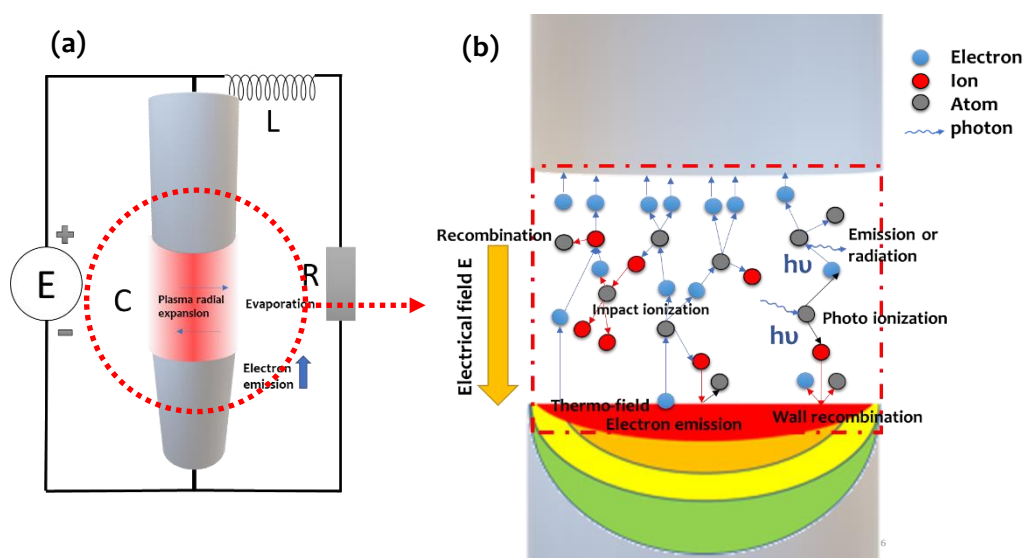 (a)
L
+
E
−
C
R
Plasma radial
expansion
Evaporation
Electron
emission
(b)
Electron
Ion
Atom
photon
Recombination
Electrical field E
Emission or
radiation
hυ
Impact ionization
Photo ionization
hυ
Thermo-field
Electron emission
Wall recombination
6